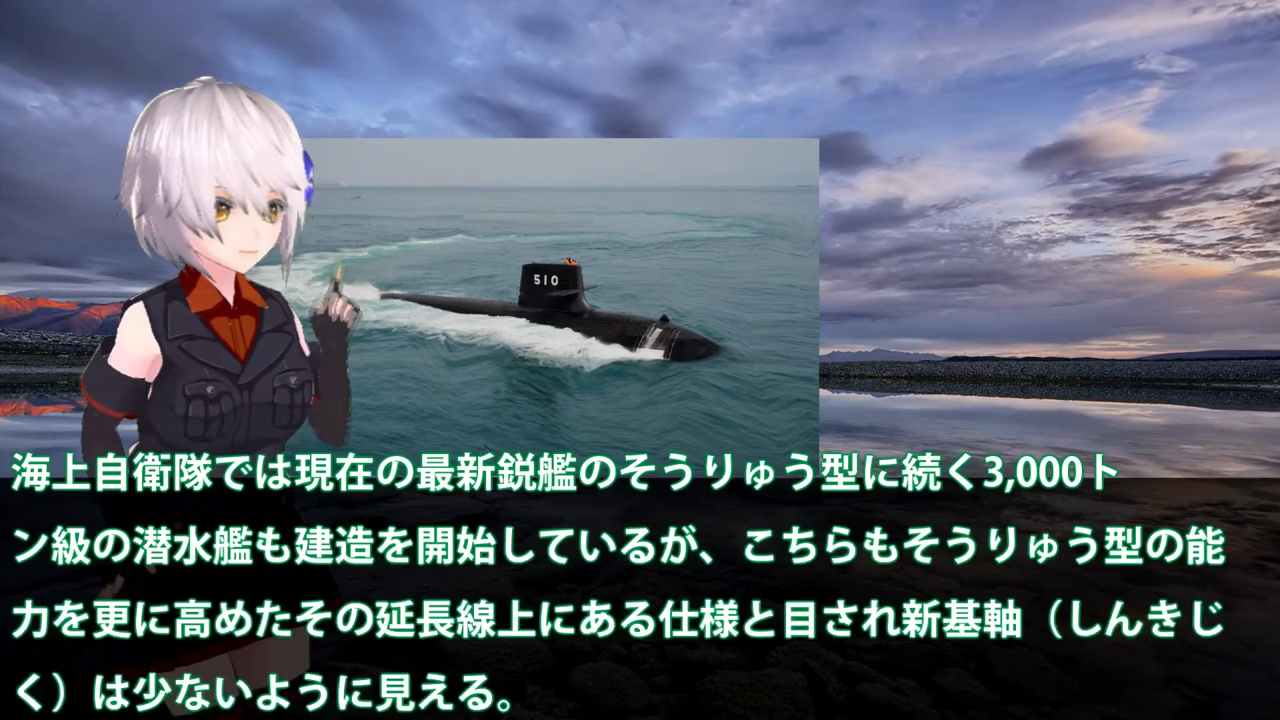 510
海上自衛隊では現在の最新鋭艦のそうりゅう型に続く3,000ト
ン級の潜水艦も建造を開始しているが、こちらもそうりゅう型の能
力を更に高めたその延長線上にある仕様と目され新基軸（しんきじ
く）は少ないように見える。